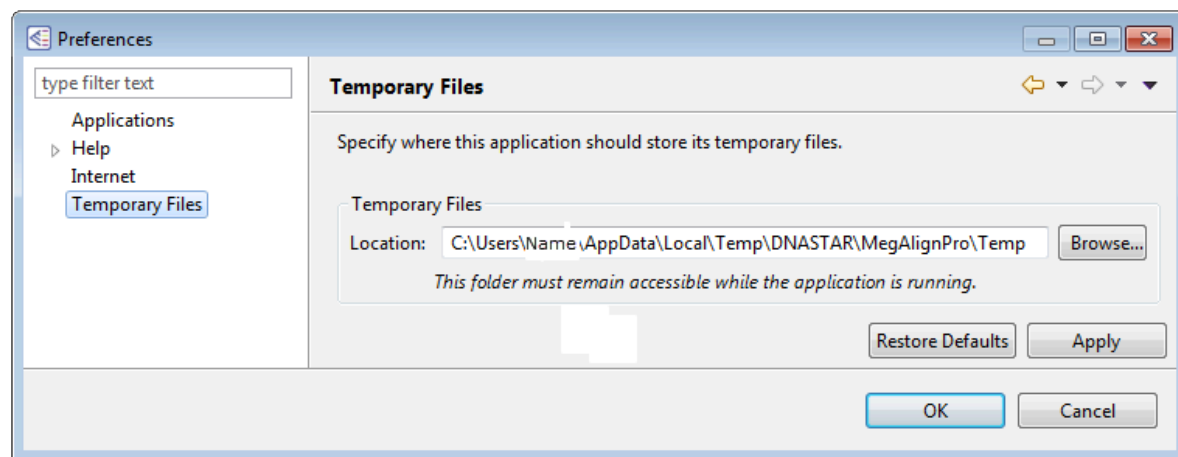 Preferences
type filter text
Applications
Help
Internet
Temporary Files
Temporary Files
Specify where this application should store its temporary files.
Temporary Files
Location: C:\Users\Name\AppData\Local\Temp\DNASTAR\MegAlignPro\Temp Browse...
This folder must remain accessible while the application is running.
Restore Defaults Apply
OK Cancel